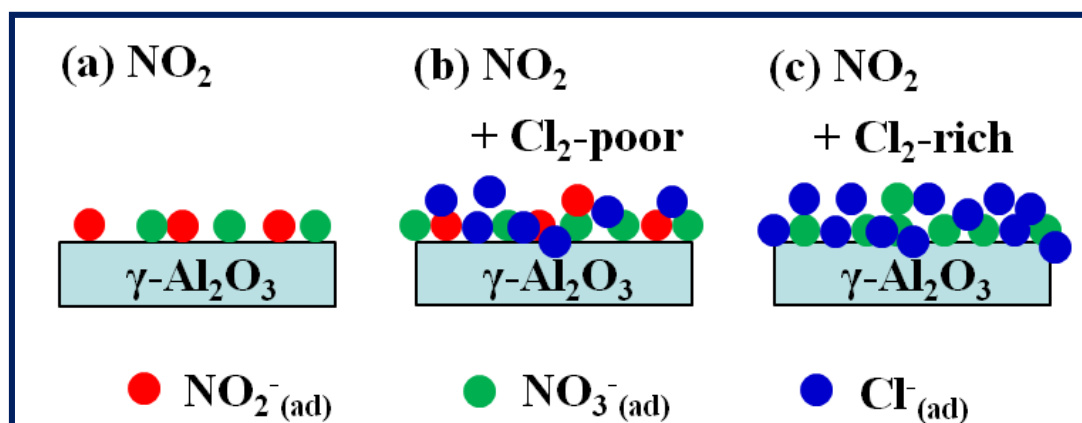 (a) NO₂
(b) NO₂
+ Cl₂-poor
(c) NO₂
+ Cl₂-rich
γ-Al₂O₃
γ-Al₂O₃
γ-Al₂O₃
NO₂⁻(ad)
NO₃⁻(ad)
Cl⁻(ad)